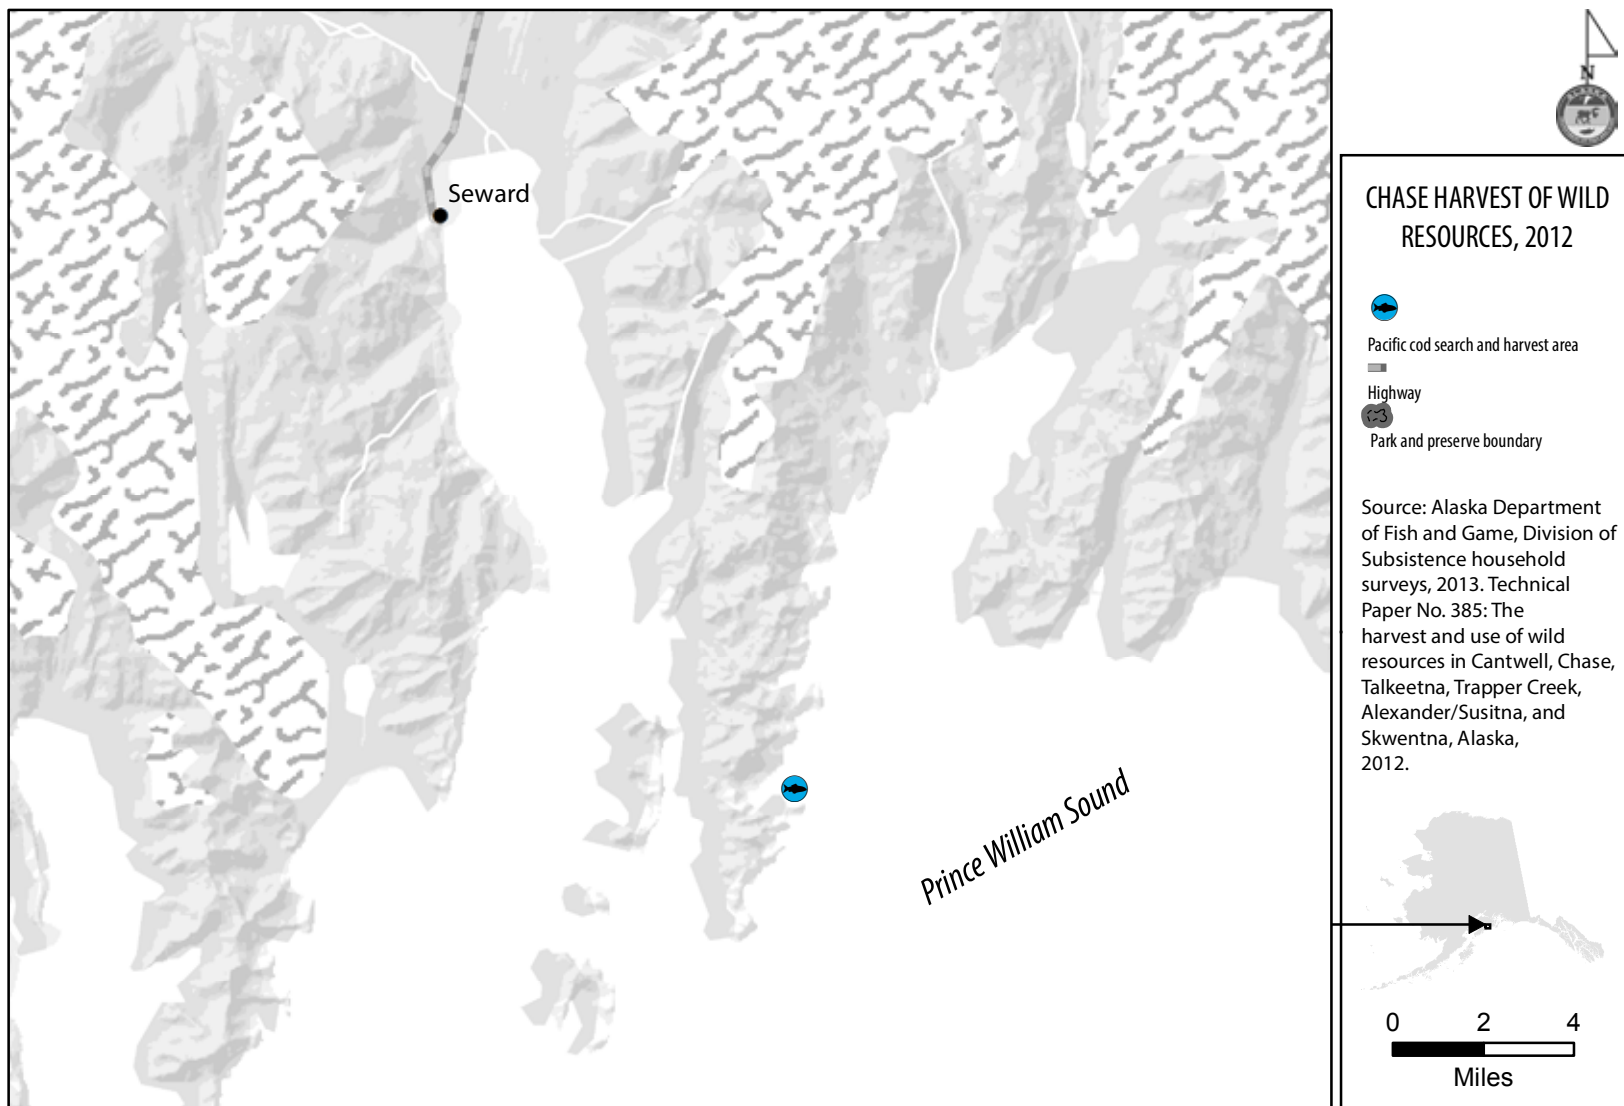 N
ALASKA
Seward
Prince William Sound
CHASE HARVEST OF WILD
RESOURCES, 2012
Pacific cod search and harvest area
Highway
Park and preserve boundary
Source: Alaska Department
of Fish and Game, Division of
Subsistence household
surveys, 2013. Technical
Paper No. 385: The
harvest and use of wild
resources in Cantwell, Chase,
Talkeetna, Trapper Creek,
Alexander/Susitna, and
Skwentna, Alaska,
2012.
0 2 4
Miles